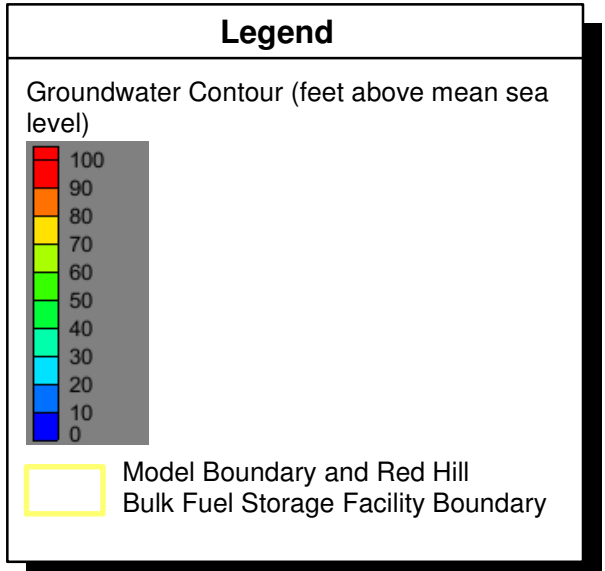 Legend
Groundwater Contour (feet above mean sea
level)
100
90
80
70
60
50
40
30
20
10
0
Model Boundary and Red Hill
Bulk Fuel Storage Facility Boundary